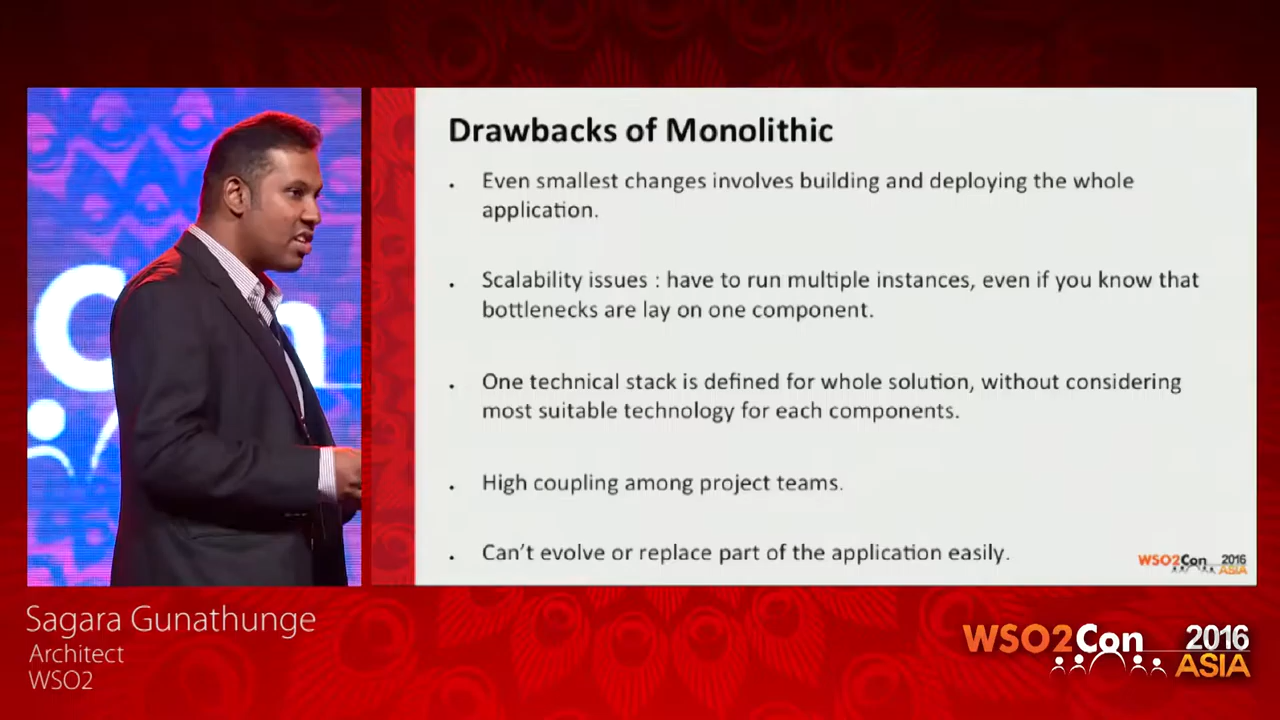 Drawbacks of Monolithic
. Even smallest changes involves building and deploying the whole
application.
. Scalability issues : have to run multiple instances, even if you know that
bottlenecks are lay on one component.
. One technical stack is defined for whole solution, without considering
most suitable technology for each components.
. High coupling among project teams.
. Can't evolve or replace part of the application easily.
WSO2Con 2016
ASIA
Sagara Gunathunge
Architect
WSO2
WSO2Con 2016
ASIA